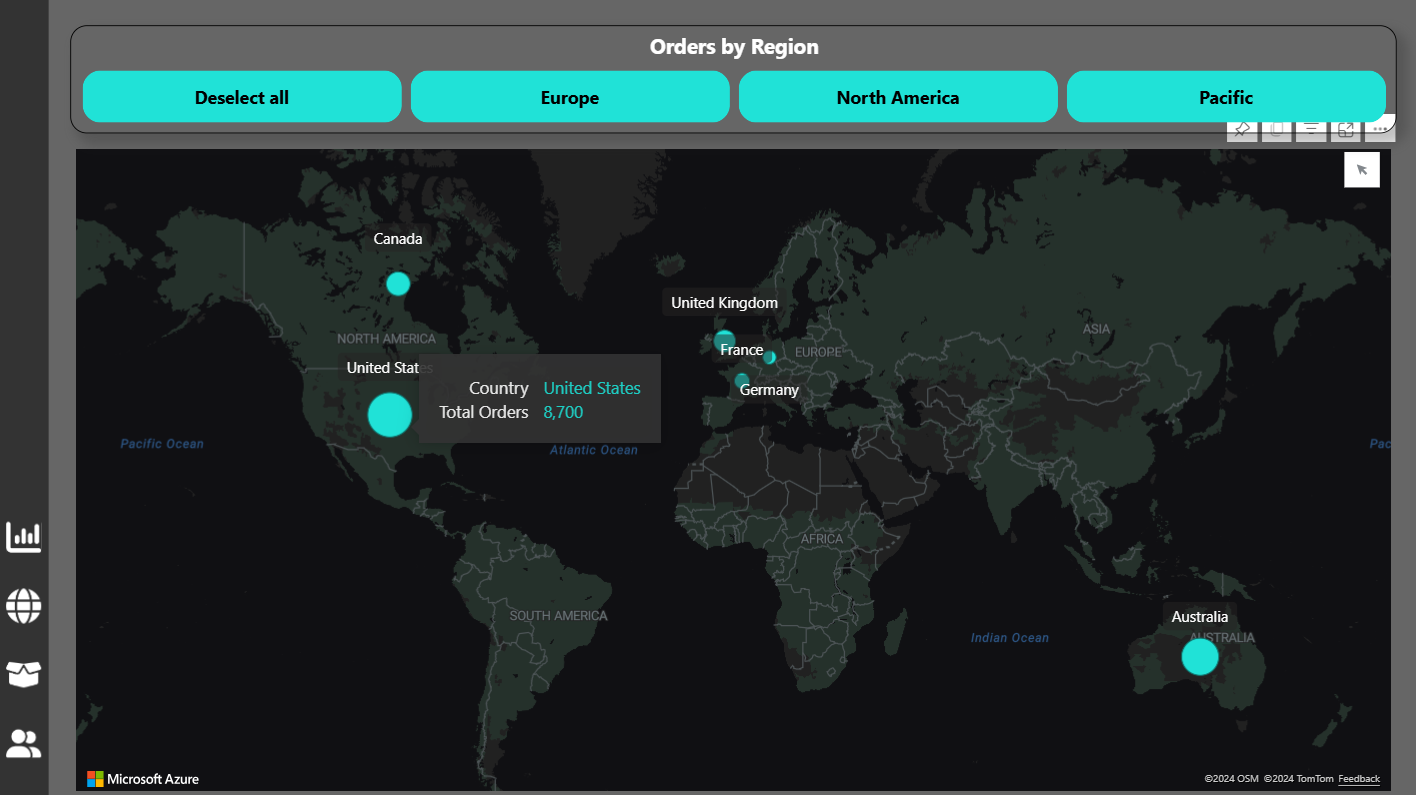 Orders by Region
Deselect all
Europe
North America
Pacific
Canada
United Kingdom
NORTH AMERICA
ASIA
France
EUROPE
United State
Country United States
Germany
Total Orders 8,700
Pacific Ocean
Atlantic Ocean
Pac
AFRICA
SOUTH AMERICA
Australia
Indian Ocean
AUSTRALIA
Microsoft Azure
©2024 OSM ©2024 TomTom Feedback